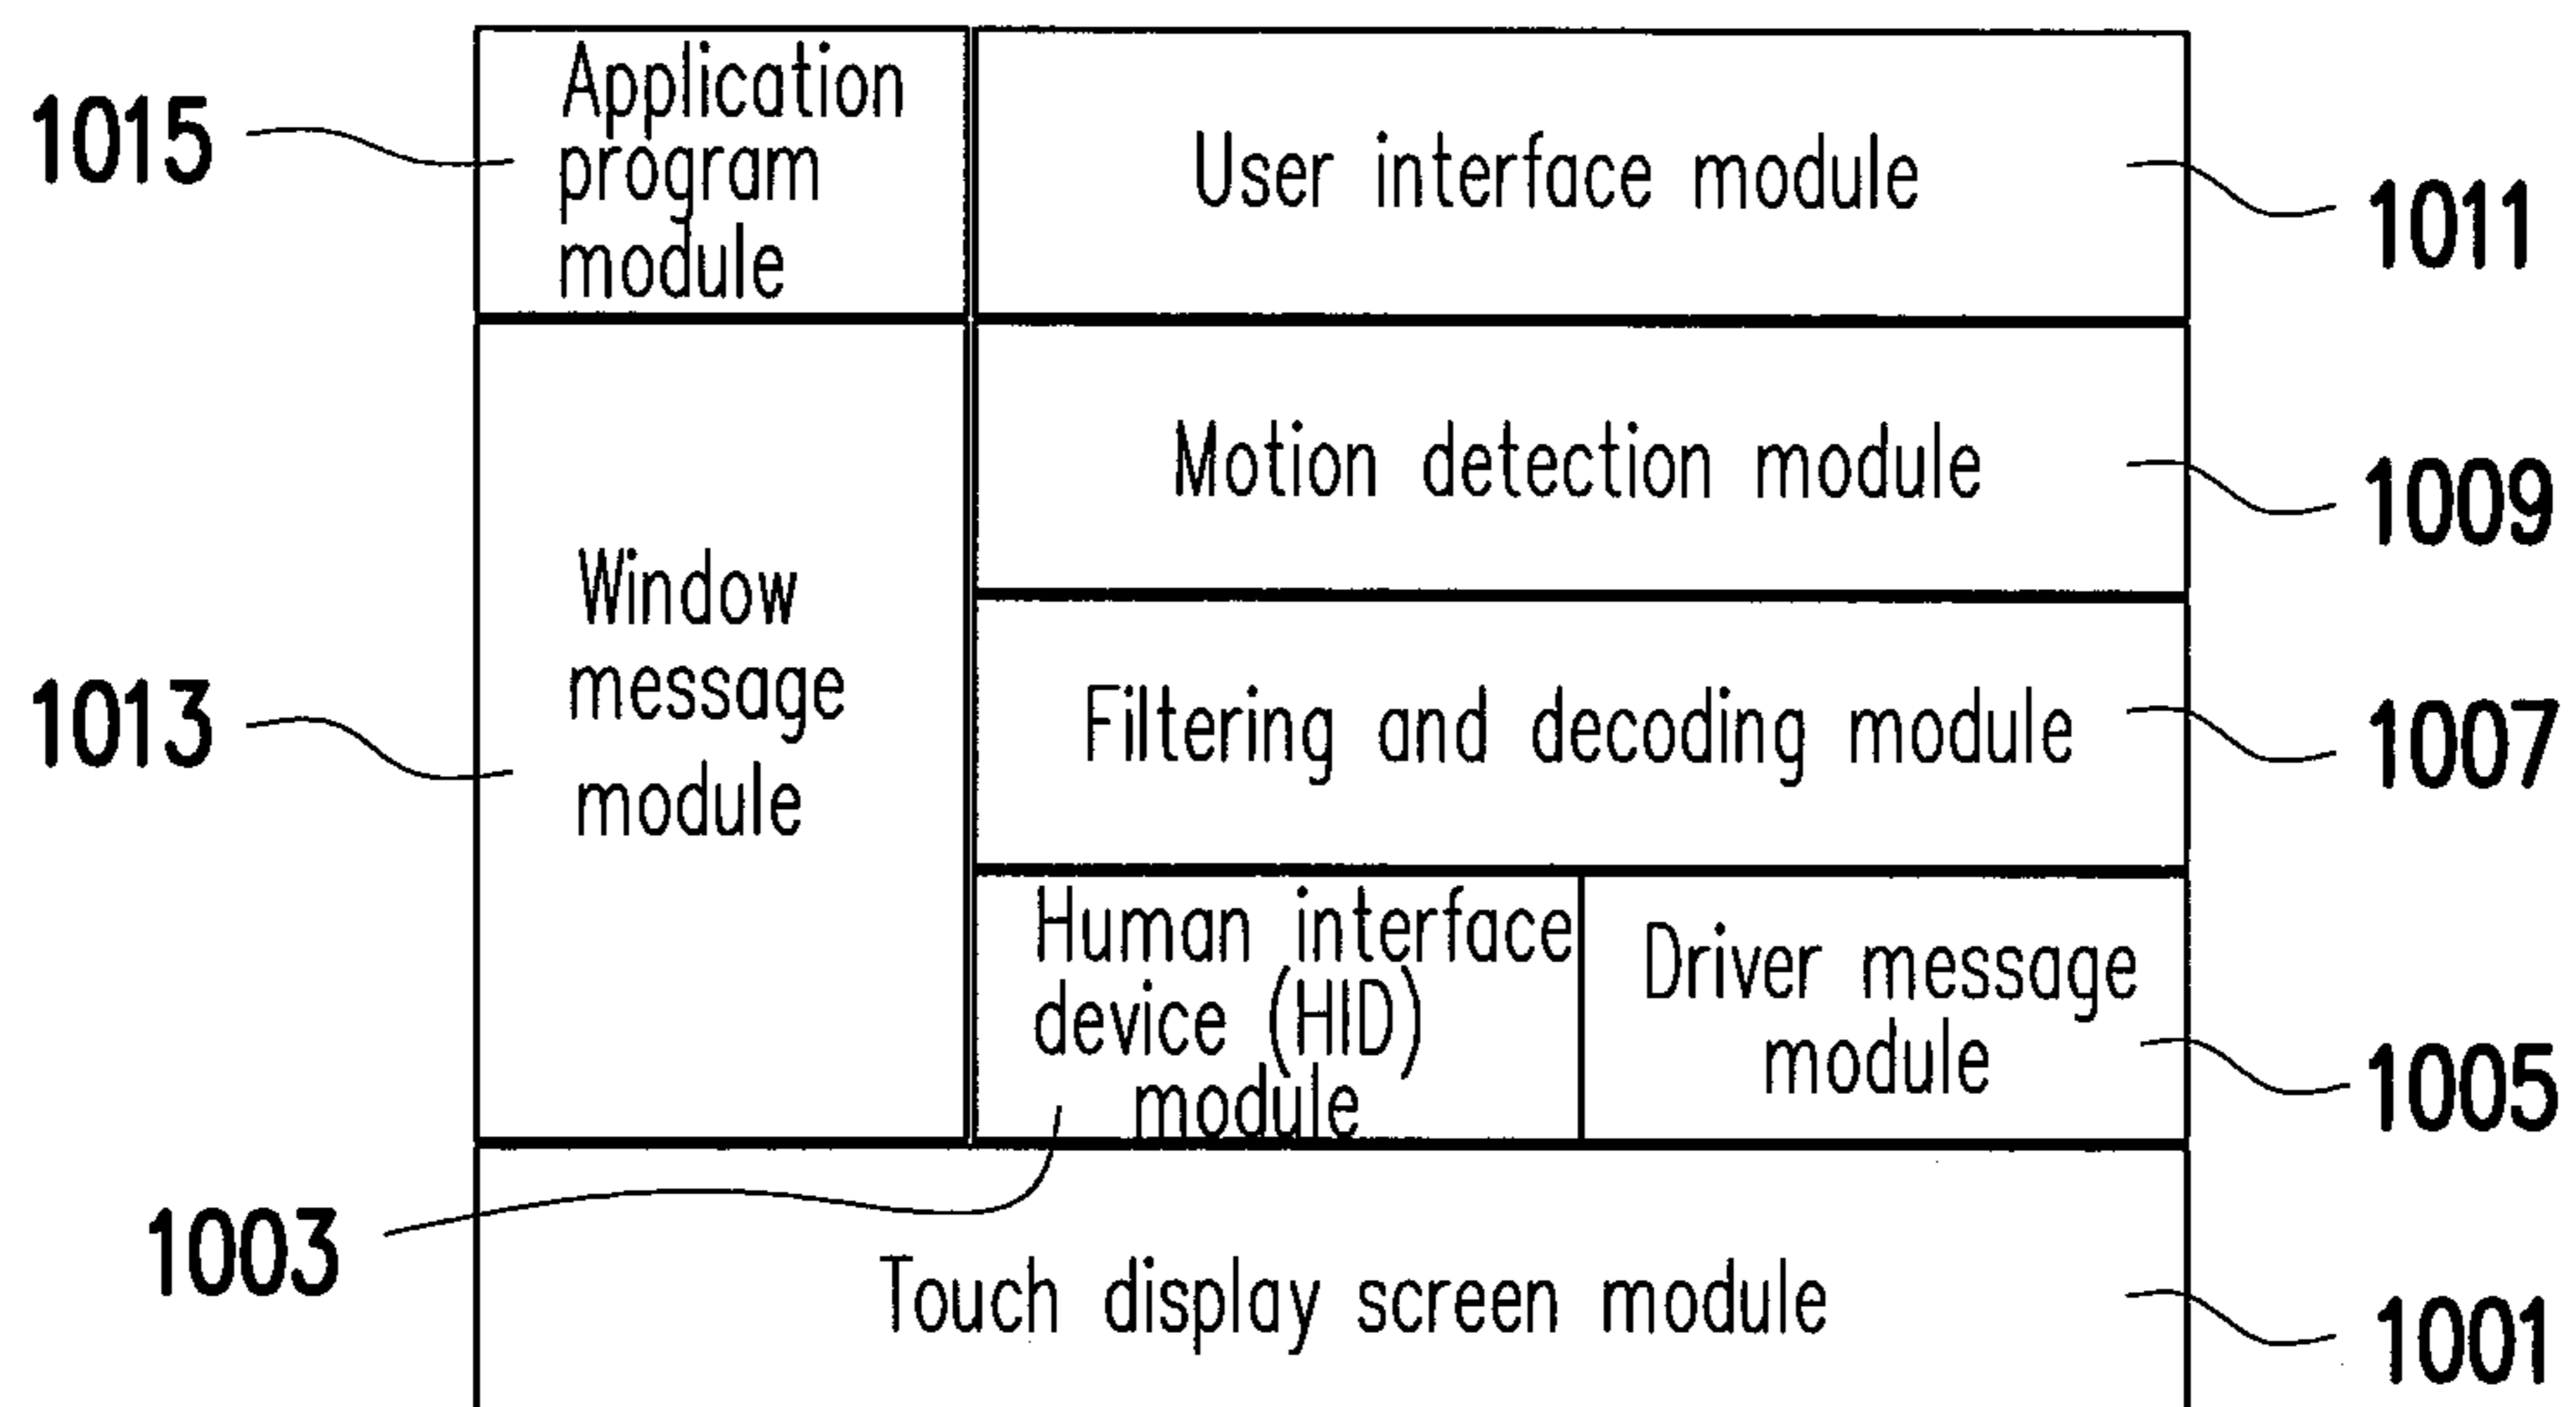 Application
program
module
1015
User interface module
1011
Motion detection module
1009
Window
message
module
1013
Filtering and decoding module
1007
Human interface
device (HID)
module
1003
Driver message
module
1005
Touch display screen module
1001